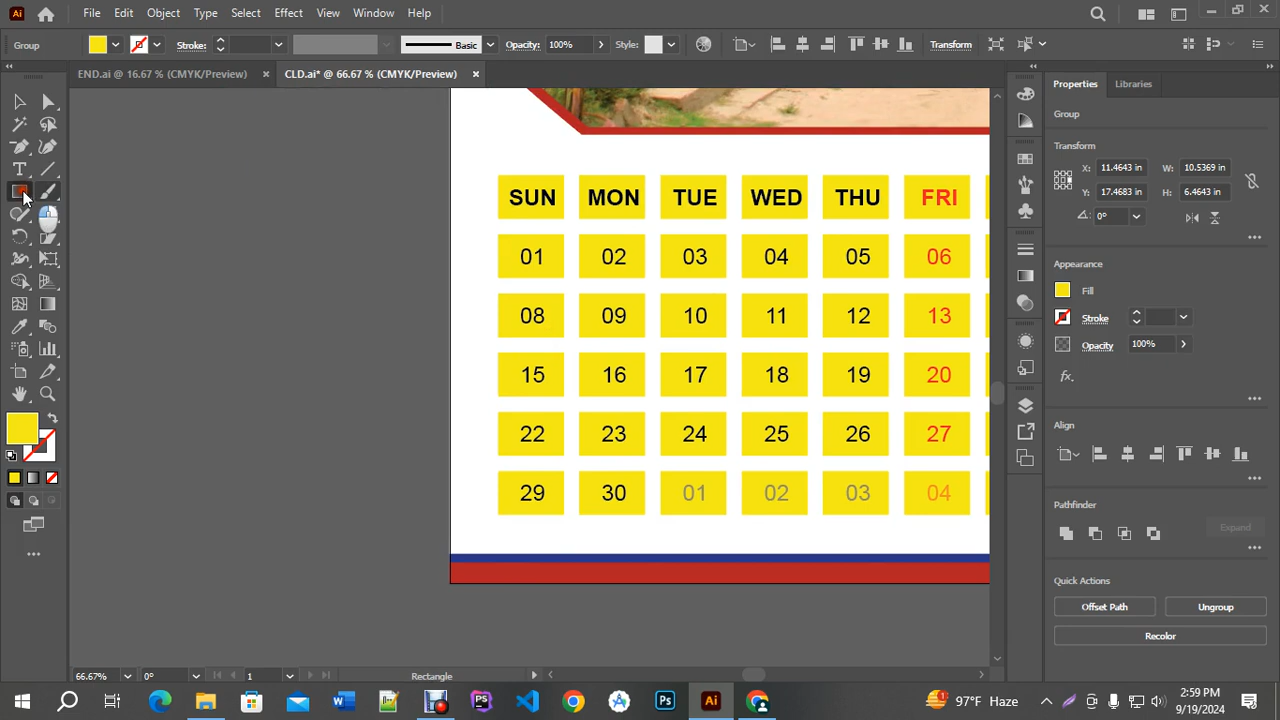 Ai File Edit Object Type Select Effect View Window Help
Group Stroke: Basic Opacity: 100% Style: Transform
END.ai @ 16.67 % (CMYK/Preview) × CLD.ai* @ 66.67 % (CMYK/Preview) ×
Properties Libraries
Group
Transform
X: 11.4643 in W: 10.5369 in
Y: 17.4683 in H: 6.4643 in
0°
Appearance
Fill
Stroke
Opacity 100%
fx.
Align
Pathfinder
Expand
Quick Actions
Offset Path Ungroup
Recolor
SUN MON TUE WED THU FRI
01 02 03 04 05 06
08 09 10 11 12 13
15 16 17 18 19 20
22 23 24 25 26 27
29 30 01 02 03 04
66.67% 0° 1 Rectangle
W PS Ps Ai 1 97°F Haze 2:59 PM
9/19/2024